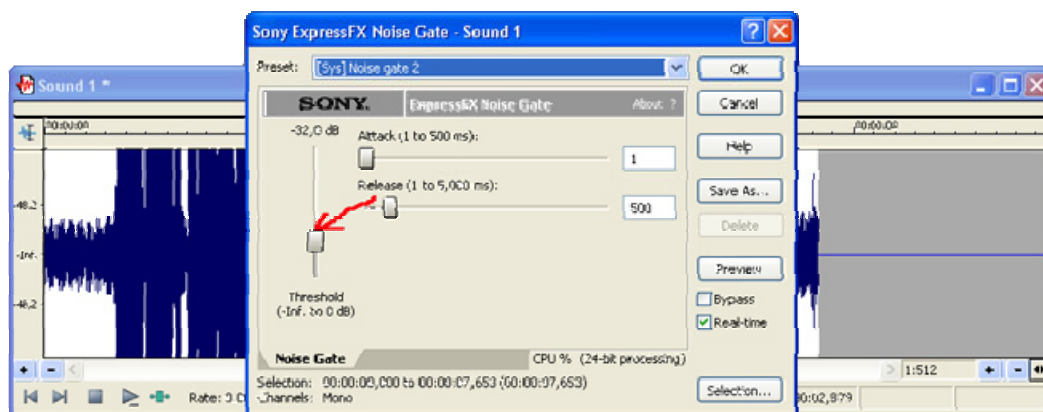 Sony ExpressFX Noise Gate - Sound 1
Preset: [Sys] Noise gate 2
OK
Sound 1 *
SONY. ExpressFX Noise Gate About ?
Cancel
00:00:00
-32,0 dB
Attack (1 to 500 ms):
1
Help
Release (1 to 5,000 ms):
500
Save As...
-48.2
Delete
-Inf.
Preview
Threshold
(-Inf. to 0 dB)
Bypass
-48,2
Real-time
Noise Gate
CPU % (24-bit processing)
1:512
Selection: 00:00:00,000 to 00:00:07,653 (00:00:07,653)
Channels: Mono
Selection...
Rate:
00:02,879